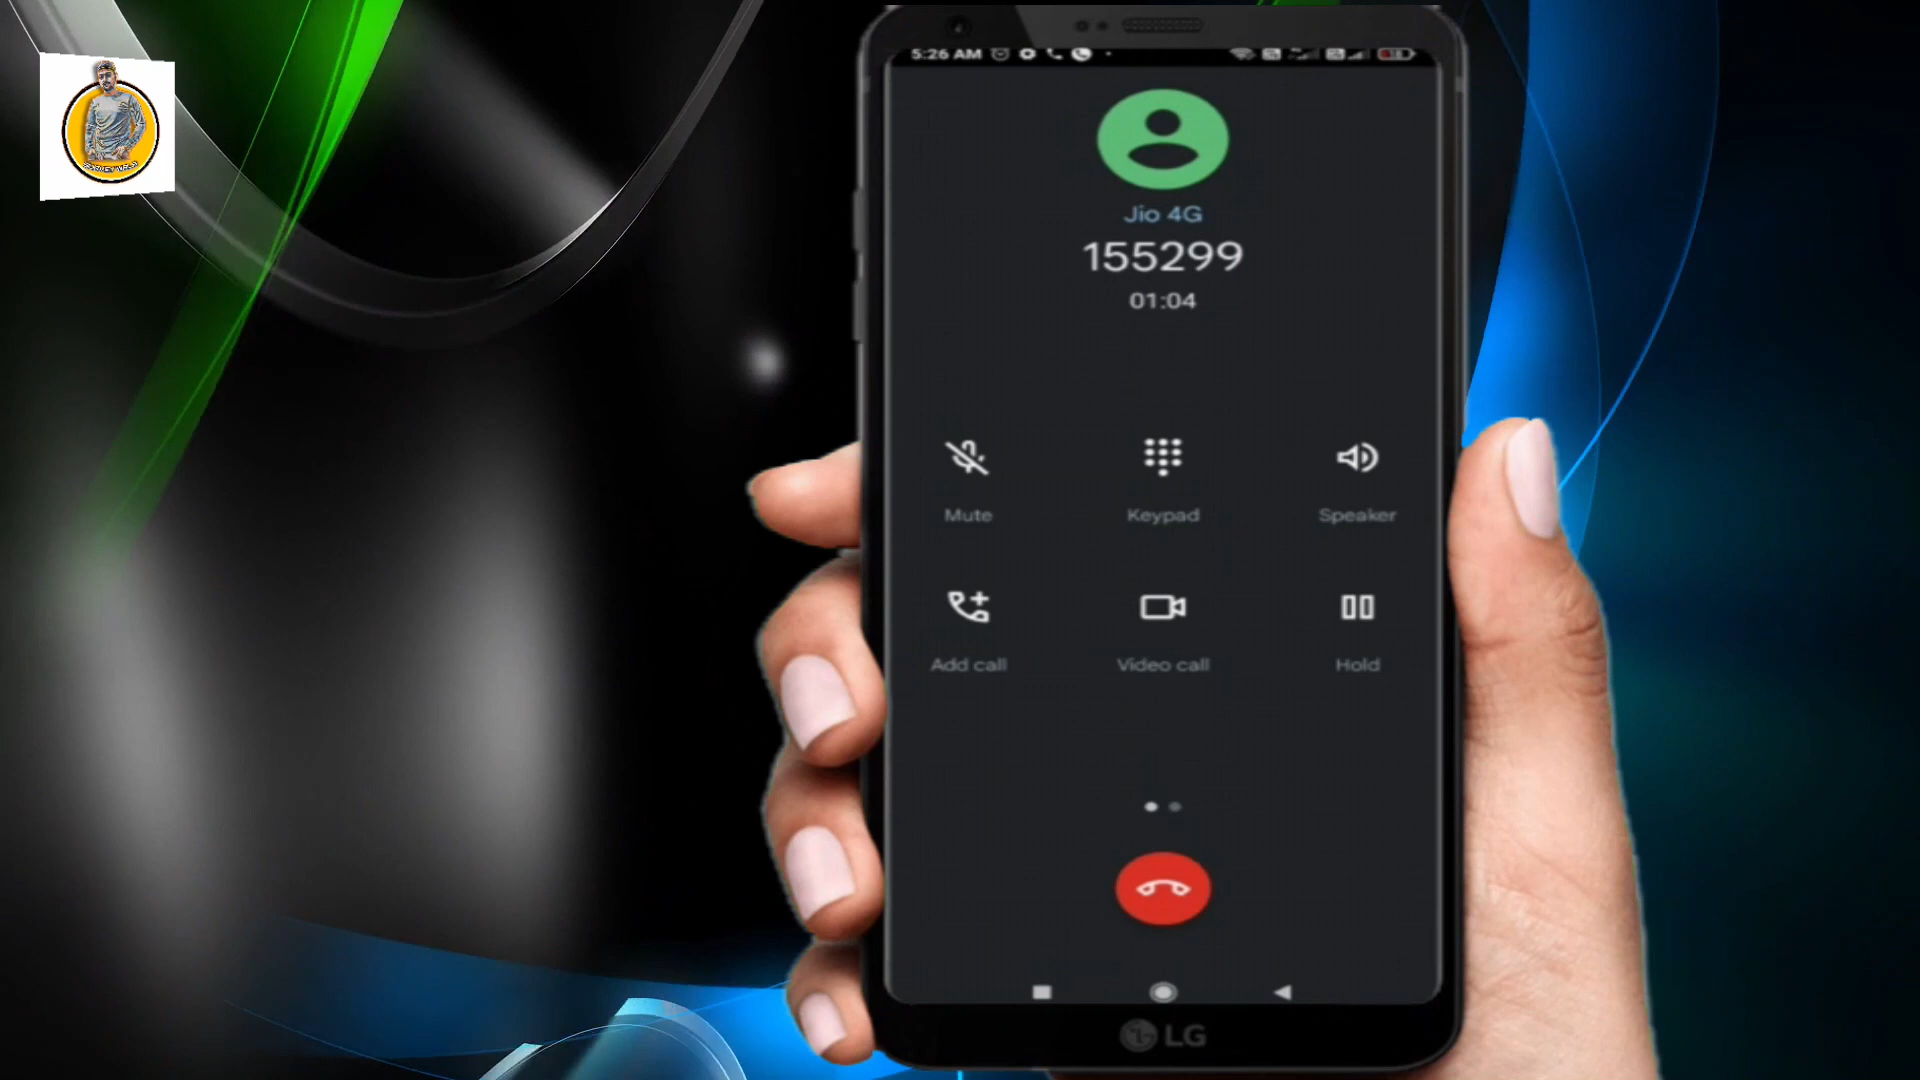 5:26 AM
Jio 4G
155299
01:04
Mute
Keypad
Speaker
Add call
Video call
Hold
LG